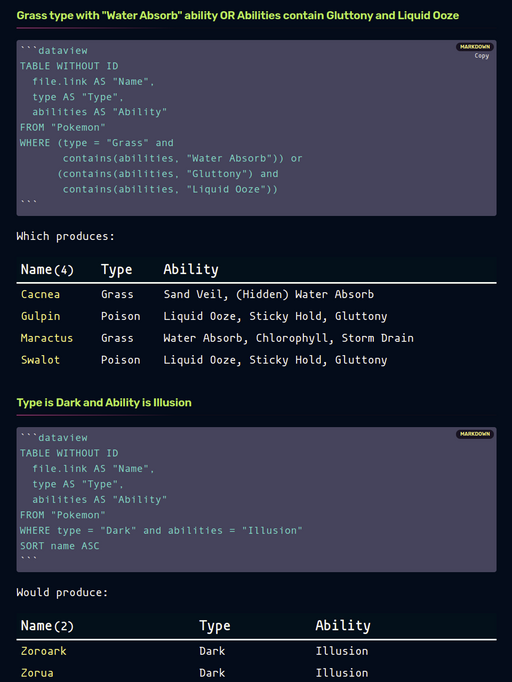 Grass type with "Water Absorb" ability OR Abilities contain Gluttony and Liquid Ooze
```dataview
MARKDOWN
Copy
TABLE WITHOUT ID
  file.link AS "Name",
  type AS "Type",
  abilities AS "Ability"
FROM "Pokemon"
WHERE (type = "Grass" and
       contains(abilities, "Water Absorb")) or
      (contains(abilities, "Gluttony") and
       contains(abilities, "Liquid Ooze"))
```
Which produces:
Name(4) Type Ability
Cacnea Grass Sand Veil, (Hidden) Water Absorb
Gulpin Poison Liquid Ooze, Sticky Hold, Gluttony
Maractus Grass Water Absorb, Chlorophyll, Storm Drain
Swalot Poison Liquid Ooze, Sticky Hold, Gluttony
Type is Dark and Ability is Illusion
```dataview
MARKDOWN
TABLE WITHOUT ID
  file.link AS "Name",
  type AS "Type",
  abilities AS "Ability"
FROM "Pokemon"
WHERE type = "Dark" and abilities = "Illusion"
SORT name ASC
```
Would produce:
Name(2) Type Ability
Zoroark Dark Illusion
Zorua Dark Illusion